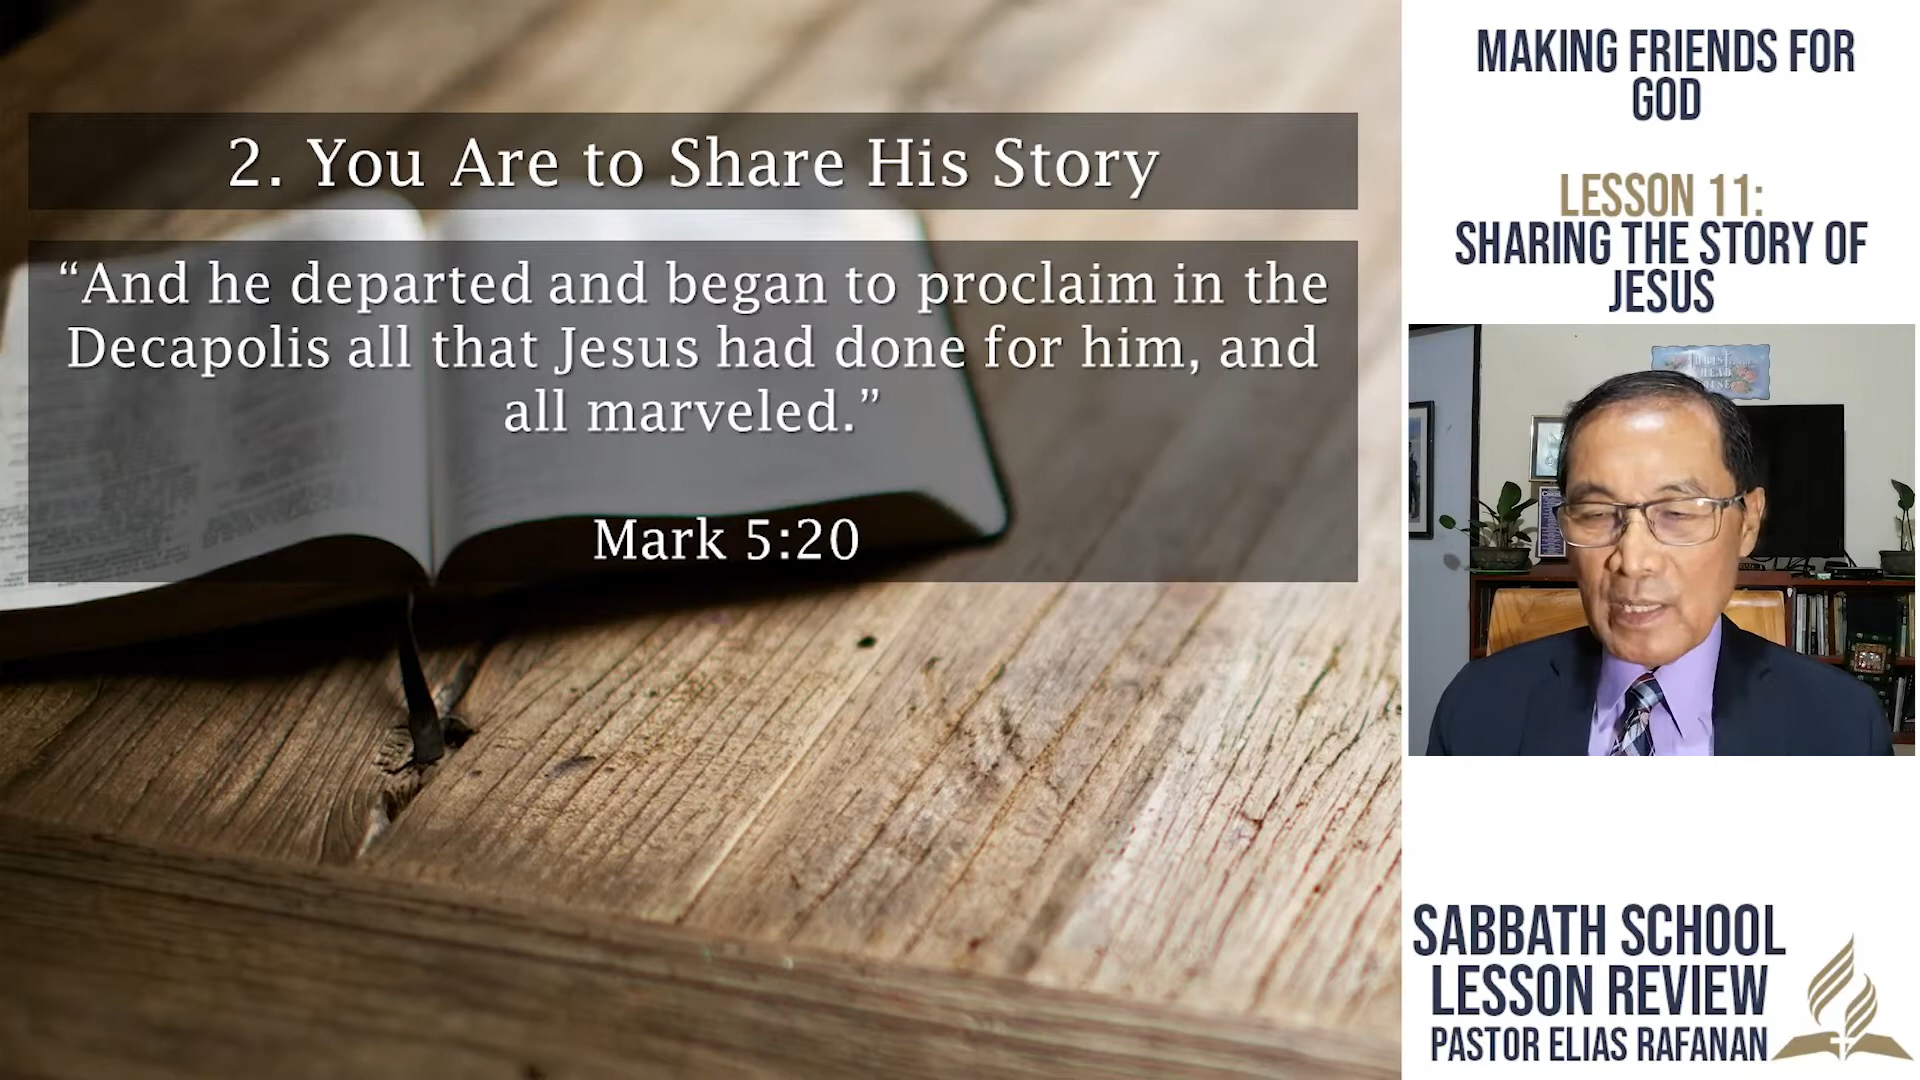 2. You Are to Share His Story
“And he departed and began to proclaim in the
Decapolis all that Jesus had done for him, and
all marveled.”
Mark 5:20
MAKING FRIENDS FOR
GOD
LESSON 11:
SHARING THE STORY OF
JESUS
SABBATH SCHOOL
LESSON REVIEW
PASTOR ELIAS RAFANAN